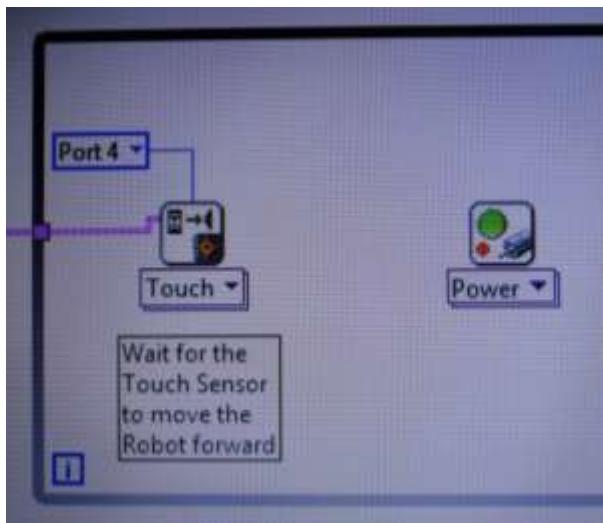 Port 4
Touch
Power
Wait for the
Touch Sensor
to move the
Robot forward
i